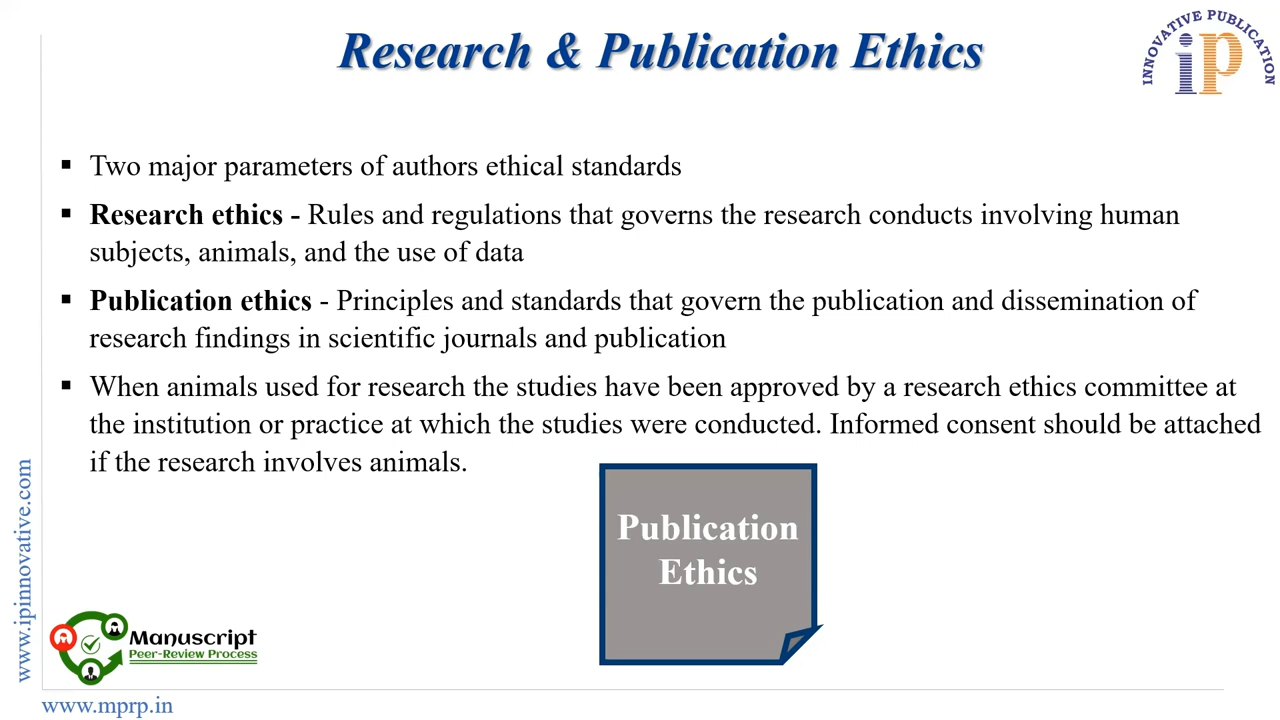 Research & Publication Ethics
INNOVATIVE PUBLICATION
ip
▪ Two major parameters of authors ethical standards
▪ Research ethics - Rules and regulations that governs the research conducts involving human
subjects, animals, and the use of data
▪ Publication ethics - Principles and standards that govern the publication and dissemination of
research findings in scientific journals and publication
▪ When animals used for research the studies have been approved by a research ethics committee at
the institution or practice at which the studies were conducted. Informed consent should be attached
if the research involves animals.
Publication
Ethics
www.ipinnovative.com
Manuscript
Peer-Review Process
www.mprp.in